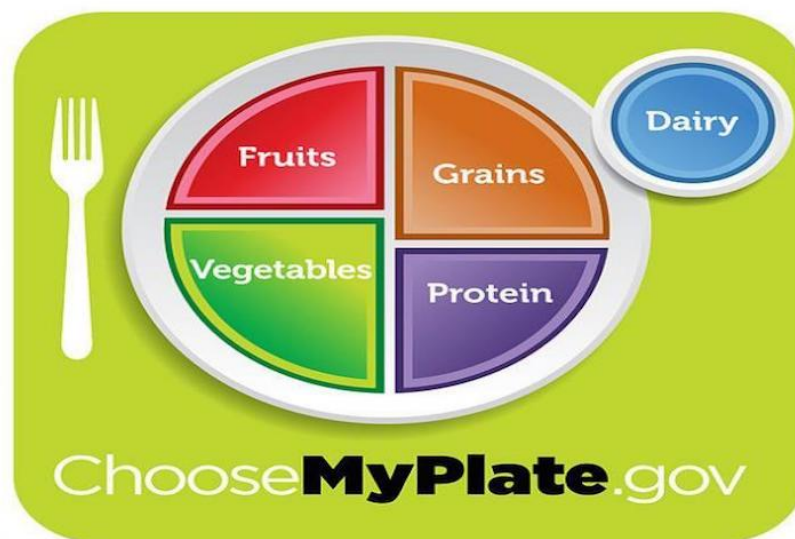 Fruits
Grains
Dairy
Vegetables
Protein
ChooseMyPlate.gov